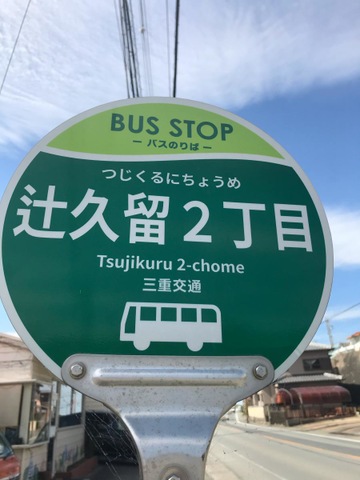 BUS STOP
ー バスのりば ー
つじくるにちょうめ
辻久留2丁目
Tsujikuru 2-chome
三重交通